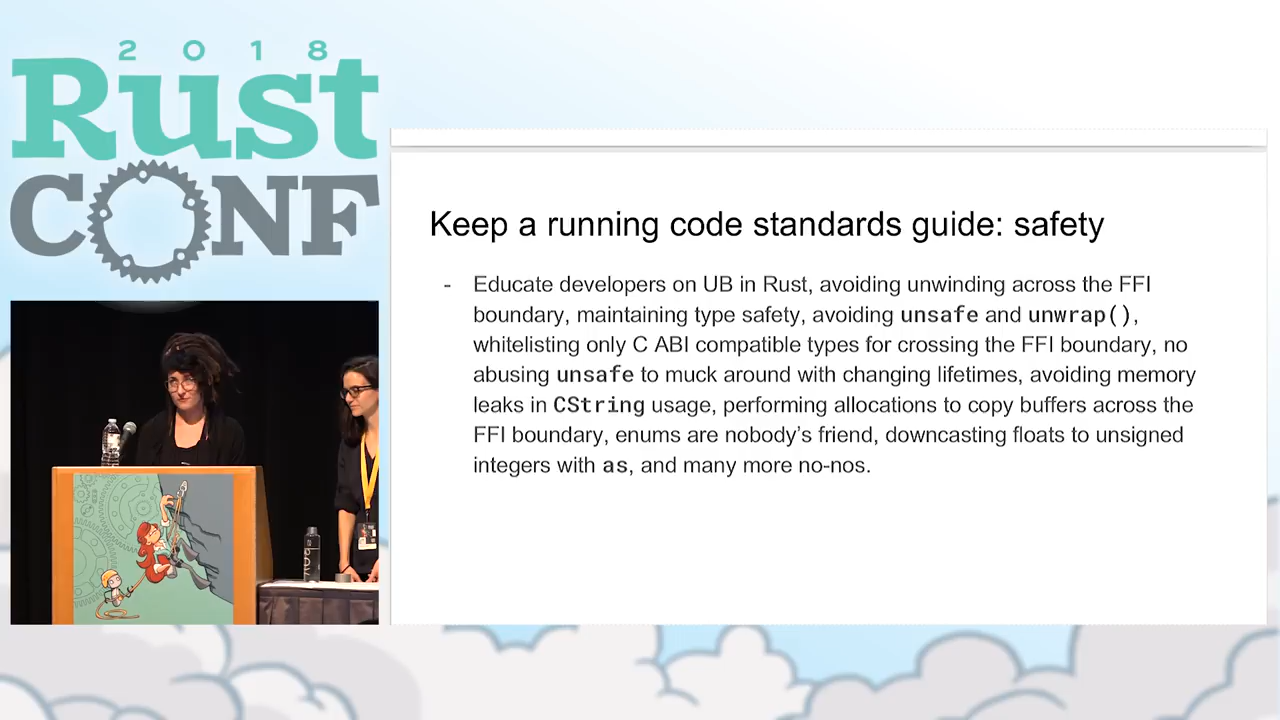 2018
Rust
CONF
Keep a running code standards guide: safety
- Educate developers on UB in Rust, avoiding unwinding across the FFI
boundary, maintaining type safety, avoiding unsafe and unwrap(),
whitelisting only C ABI compatible types for crossing the FFI boundary, no
abusing unsafe to muck around with changing lifetimes, avoiding memory
leaks in CString usage, performing allocations to copy buffers across the
FFI boundary, enums are nobody's friend, downcasting floats to unsigned
integers with as, and many more no-nos.